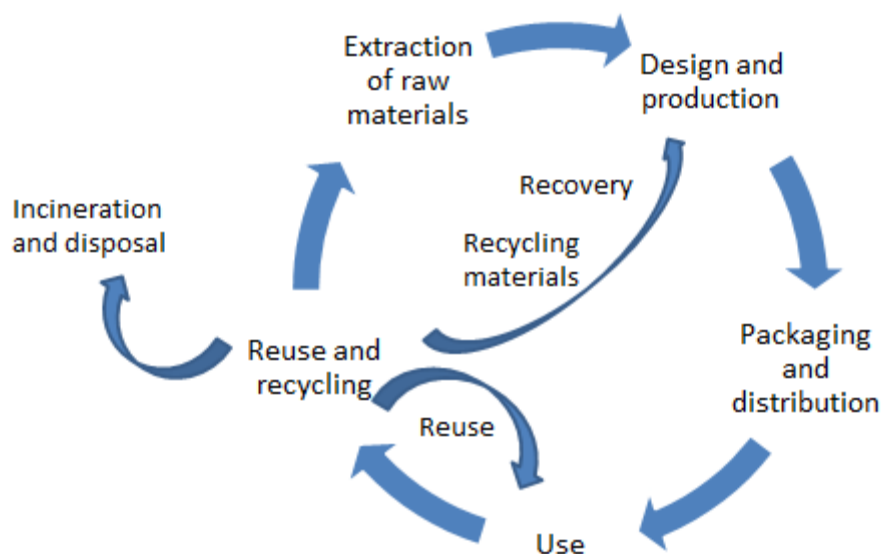 Extraction
of raw
materials
Design and
production
Recovery
Recycling
materials
Incineration
and disposal
Packaging
and
distribution
Reuse and
recycling
Reuse
Use